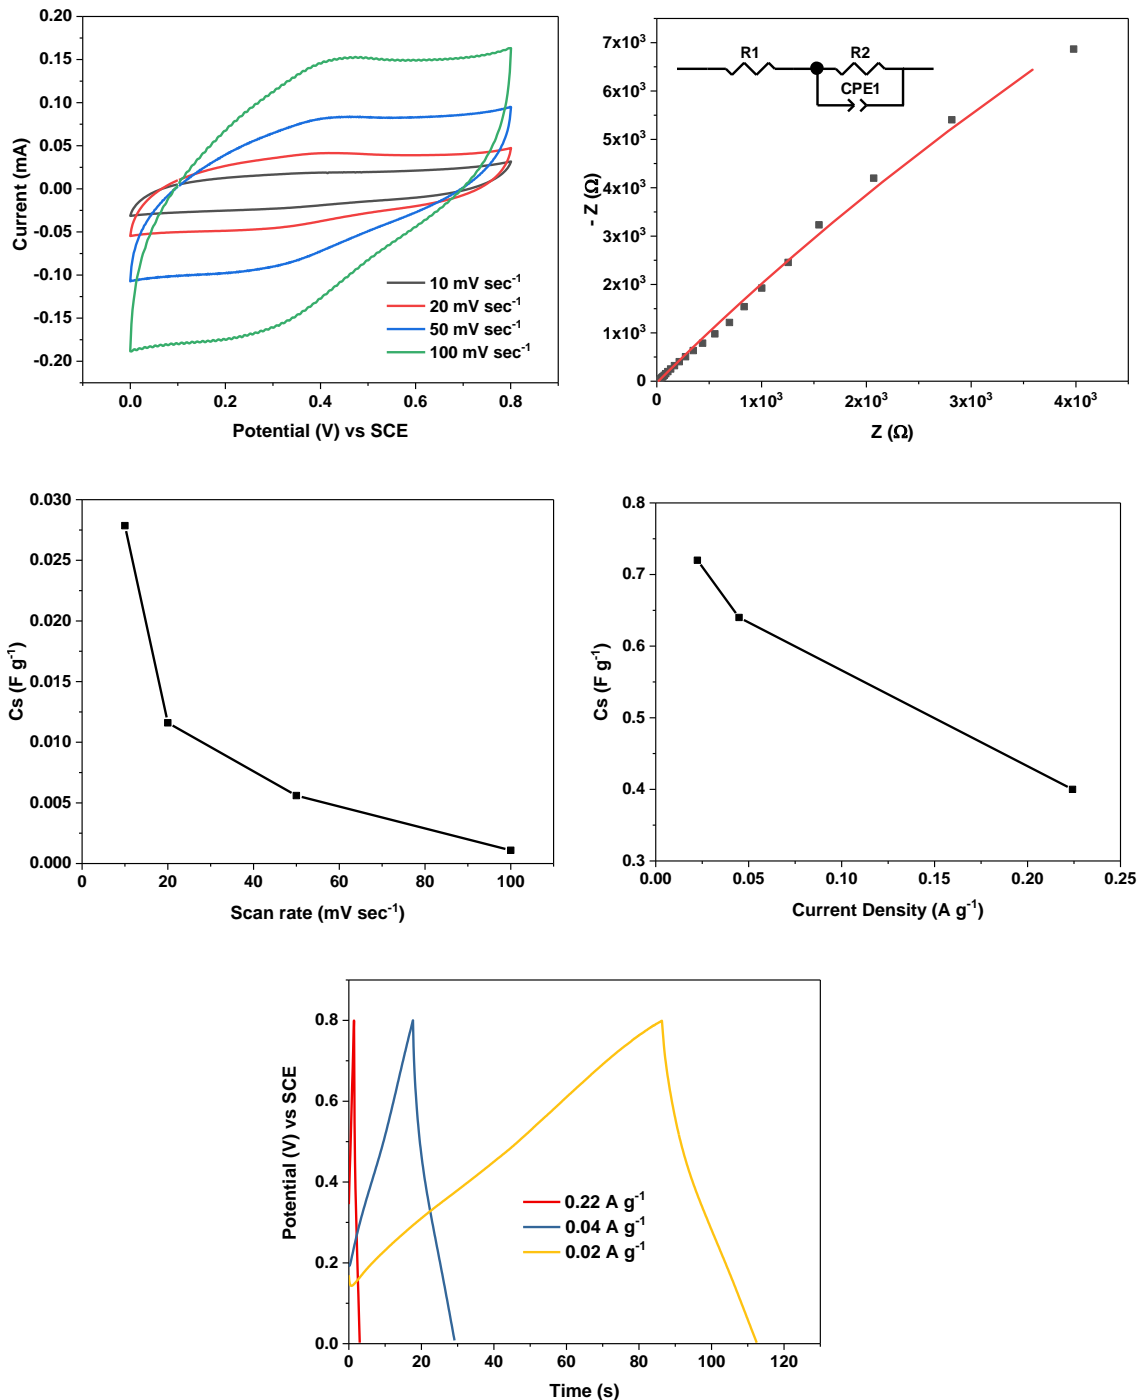 0.20
0.15
0.10
0.05
0.00
-0.05
-0.10
-0.15
-0.20
Current (mA)
0.0 0.2 0.4 0.6 0.8
Potential (V) vs SCE
10 mV sec⁻¹
20 mV sec⁻¹
50 mV sec⁻¹
100 mV sec⁻¹
7x10³
6x10³
5x10³
4x10³
3x10³
2x10³
1x10³
0
- Z (Ω)
R1 R2
CPE1
0 1x10³ 2x10³ 3x10³ 4x10³
Z (Ω)
0.030
0.025
0.020
0.015
0.010
0.005
0.000
Cs (F g⁻¹)
0 20 40 60 80 100
Scan rate (mV sec⁻¹)
0.8
0.7
0.6
0.5
0.4
0.3
Cs (F g⁻¹)
0.00 0.05 0.10 0.15 0.20 0.25
Current Density (A g⁻¹)
0.8
0.6
0.4
0.2
0.0
Potential (V) vs SCE
0.22 A g⁻¹
0.04 A g⁻¹
0.02 A g⁻¹
0 20 40 60 80 100 120
Time (s)